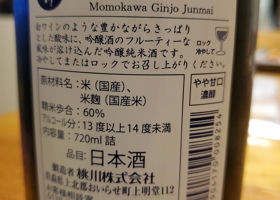 Momokawa Ginjo Junmai
白ワインのような豊かながらさっぱり
とした酸味に、吟醸酒のフルーティーな
風味が溶け込んだ吟醸純米酒です。
冷やしてまたはロックでお召し上がりください。
ロック 冷やして
やや甘口
濃醇
原材料名:米(国産)、
米麹(国産米)
精米歩合:60%
アルコール分:13度以上14度未満
内容量:720ml 詰
品目 日本酒
製造者 桃川株式会社
青森県上北郡おいらせ町上明堂112